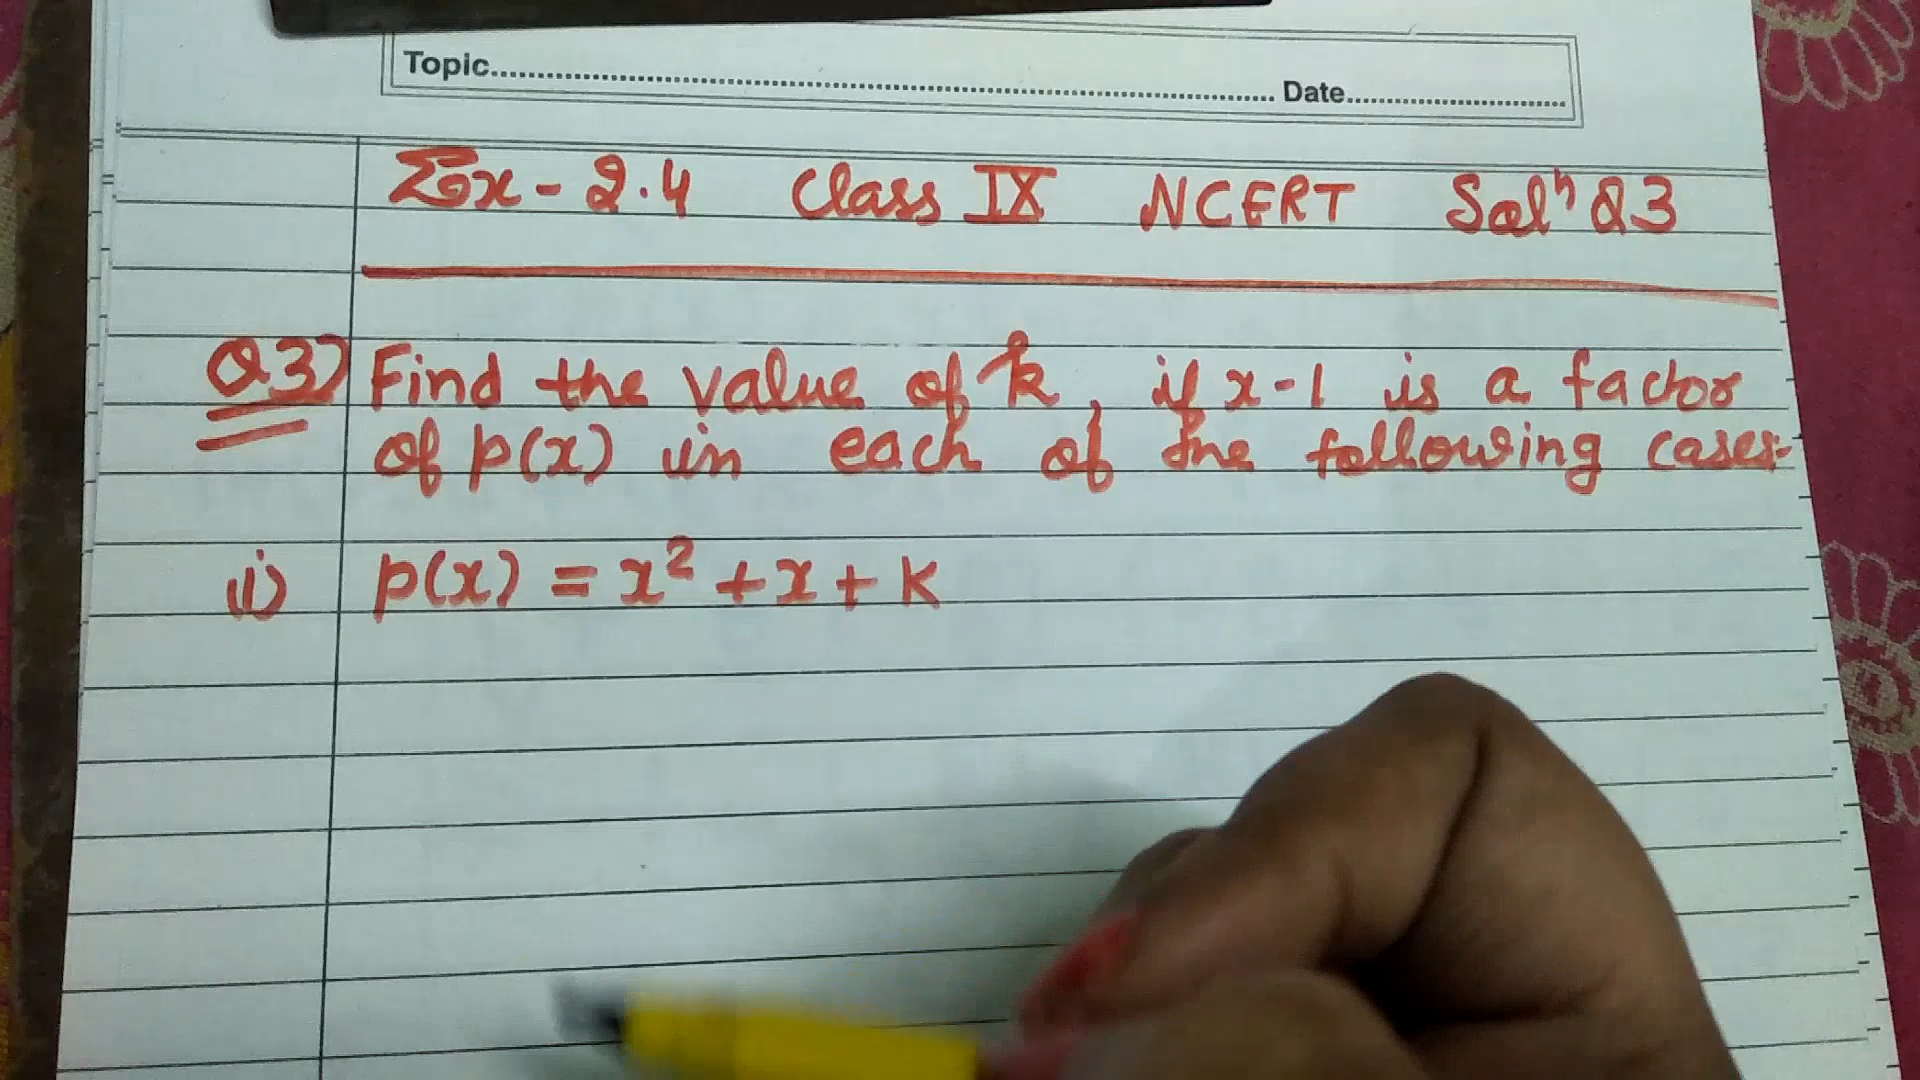 Topic.................................................................................................. Date............................
Ex - 2.4 Class IX NCERT Solⁿ Q3
Q3) Find the value of k, if x-1 is a factor
of p(x) in each of the following cases:-
(i) p(x) = x² + x + k